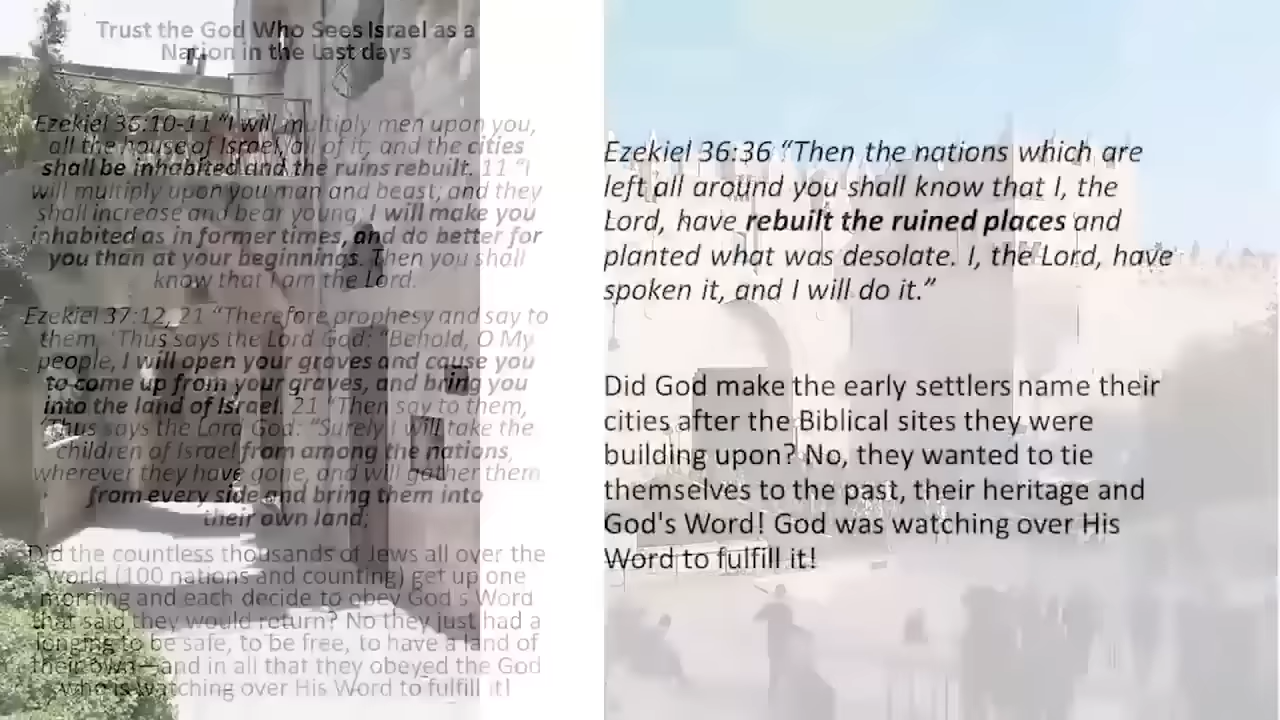 Trust the God Who Sees Israel as a
Nation in the Last days
Ezekiel 36:10-11 “I will multiply men upon you,
all the house of Israel, all of it; and the cities
shall be inhabited and the ruins rebuilt. 11 “I
will multiply upon you man and beast; and they
shall increase and bear young; I will make you
inhabited as in former times, and do better for
you than at your beginnings. Then you shall
know that I am the Lord.
Ezekiel 37:12, 21 “Therefore prophesy and say to
them, ‘Thus says the Lord God: “Behold, O My
people, I will open your graves and cause you
to come up from your graves, and bring you
into the land of Israel. 21 “Then say to them,
‘Thus says the Lord God: “Surely I will take the
children of Israel from among the nations,
wherever they have gone, and will gather them
from every side and bring them into
their own land;
Did the countless thousands of Jews all over the
world (100 nations and counting) get up one
morning and each decide to obey God's Word
that said they would return? No they just had a
longing to be safe, to be free, to have a land of
their own—and in all that they obeyed the God
who is watching over His Word to fulfill it!
Ezekiel 36:36 “Then the nations which are
left all around you shall know that I, the
Lord, have rebuilt the ruined places and
planted what was desolate. I, the Lord, have
spoken it, and I will do it.”
Did God make the early settlers name their
cities after the Biblical sites they were
building upon? No, they wanted to tie
themselves to the past, their heritage and
God's Word! God was watching over His
Word to fulfill it!